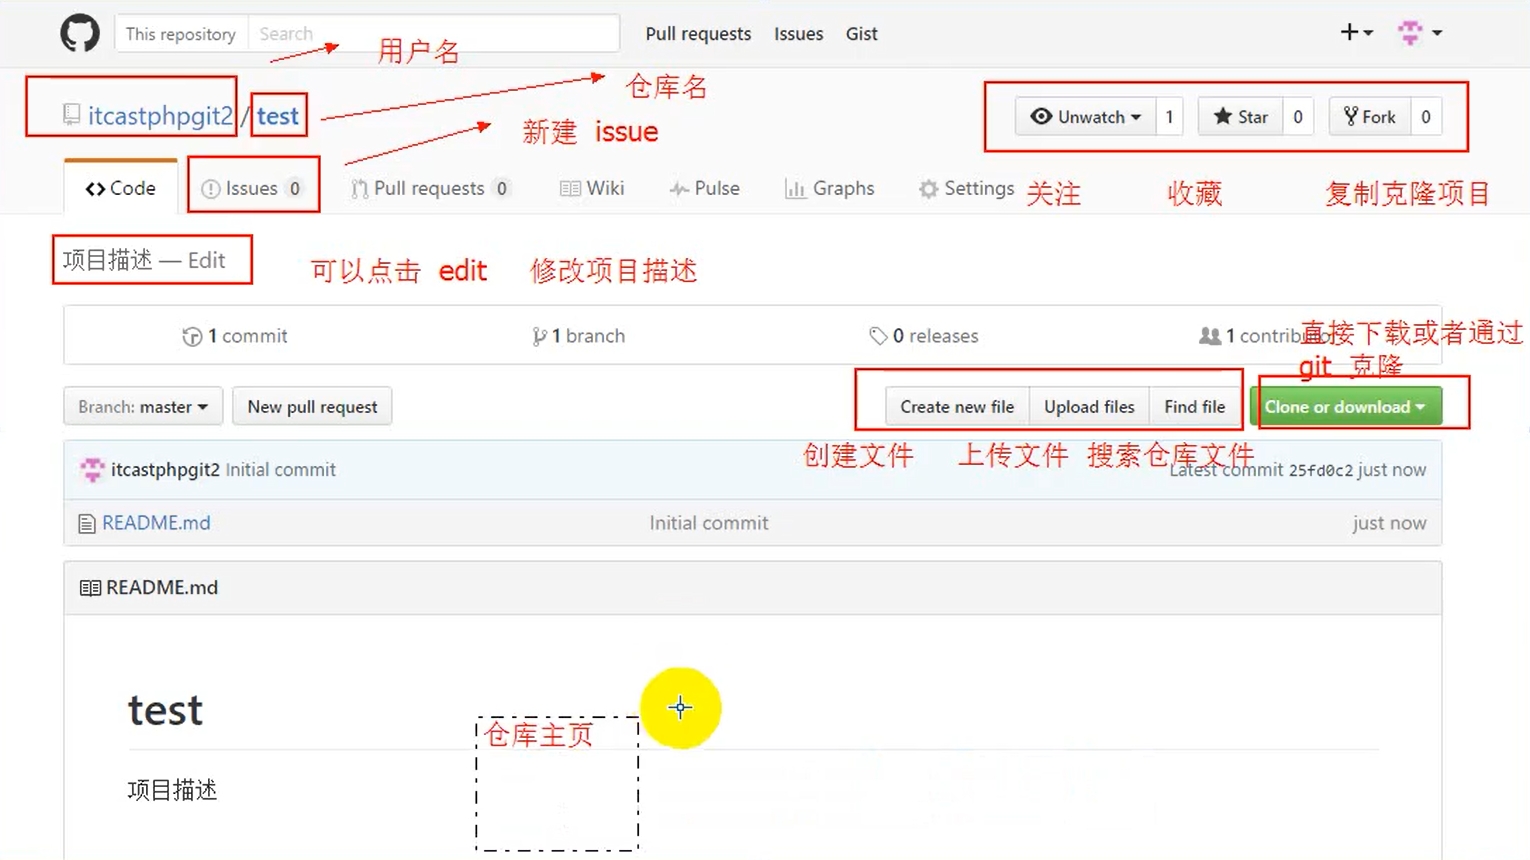 This repository Search Pull requests Issues Gist
用户名
仓库名
itcastphpgit2 / test
新建 issue
Unwatch 1 Star 0 Fork 0
Code Issues 0 Pull requests 0 Wiki Pulse Graphs Settings
关注 收藏 复制克隆项目
项目描述 — Edit
可以点击 edit 修改项目描述
1 commit 1 branch 0 releases 1 contributor
直接下载或者通过
git 克隆
Branch: master New pull request Create new file Upload files Find file Clone or download
创建文件 上传文件 搜索仓库文件
itcastphpgit2 Initial commit Latest commit 25fd0c2 just now
README.md Initial commit just now
README.md
test
仓库主页
项目描述